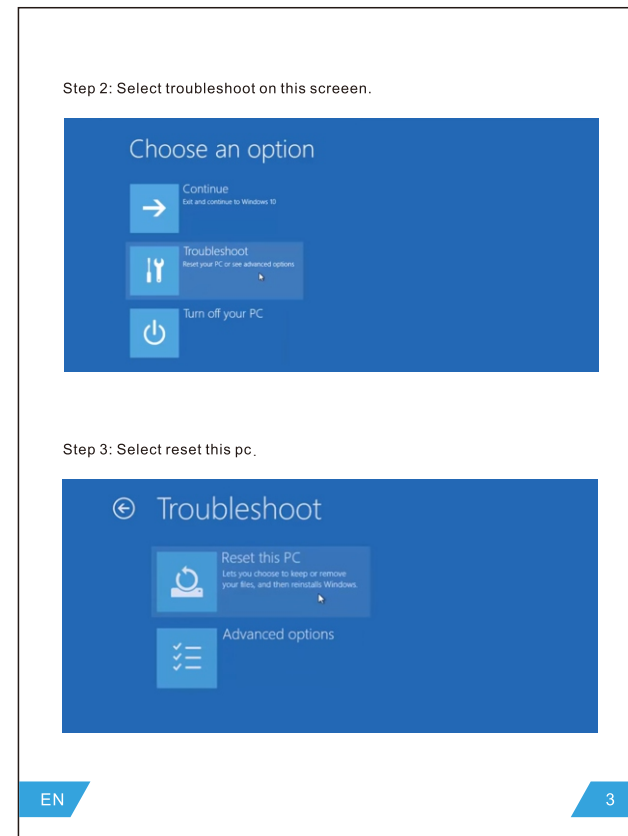 Step 2: Select troubleshoot on this screeen.
Choose an option
Continue
Exit and continue to Windows 10
Troubleshoot
Reset your PC or see advanced options
Turn off your PC
Step 3: Select reset this pc.
Troubleshoot
Reset this PC
Lets you choose to keep or remove
your files, and then reinstalls Windows.
Advanced options
EN
3